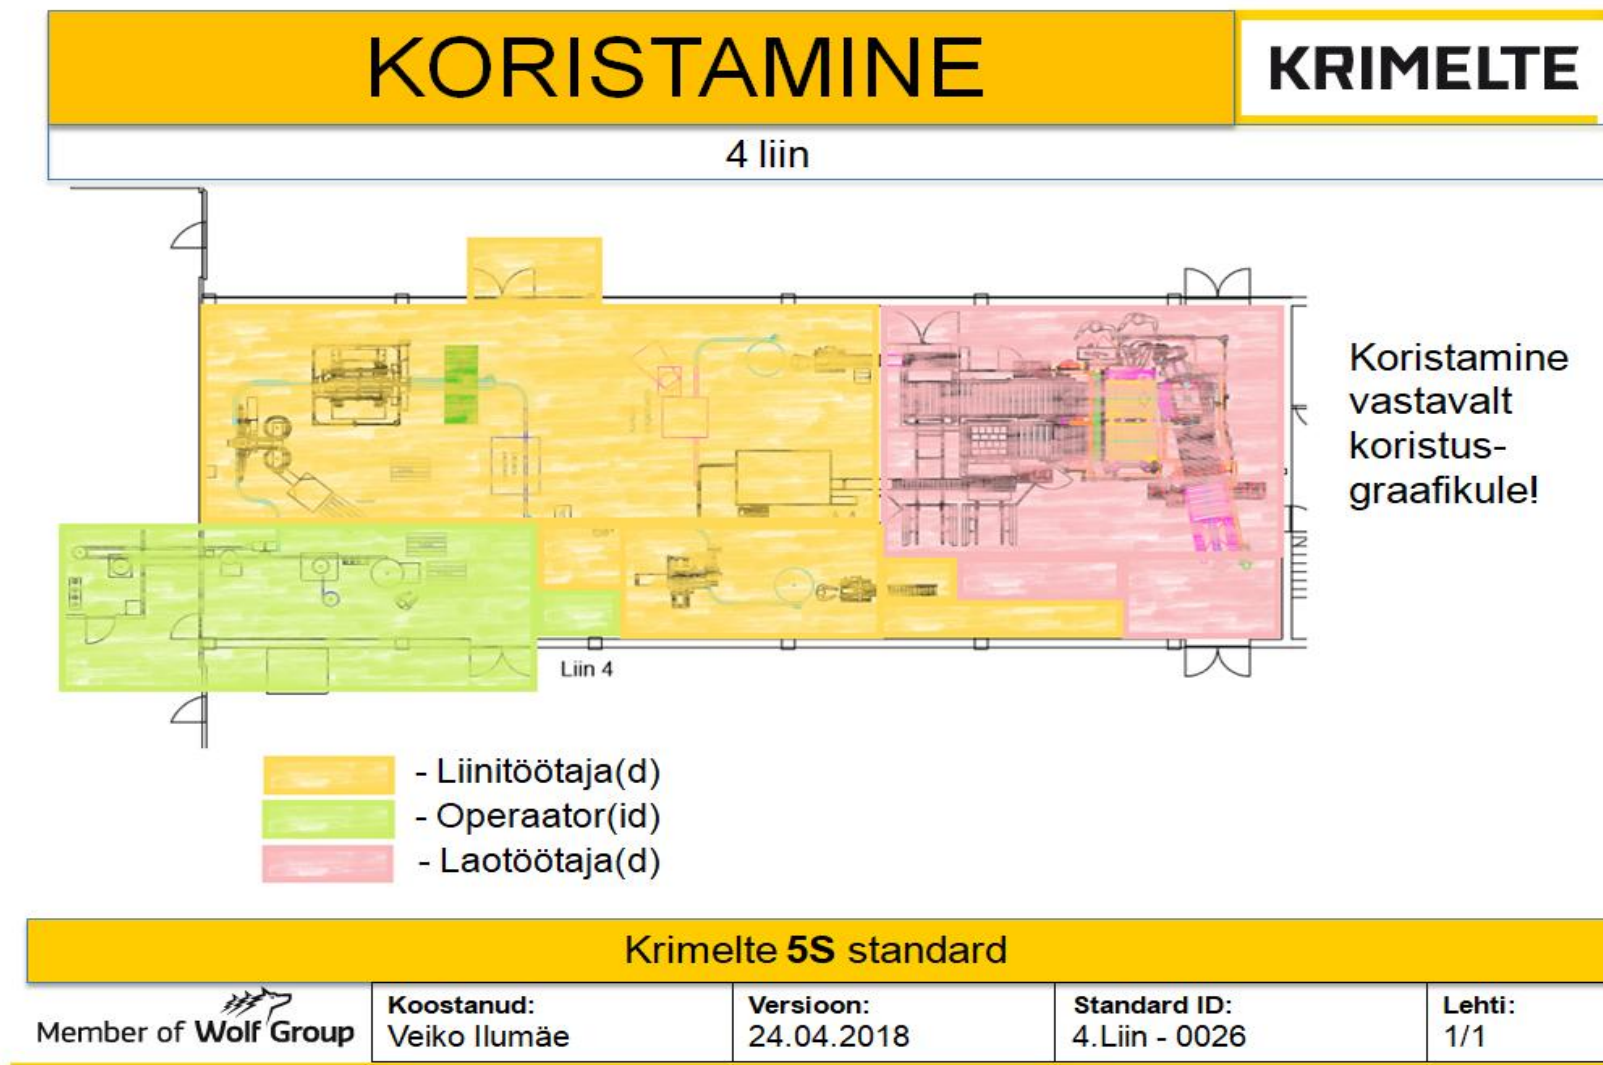 KORISTAMINE
KRIMELTE
4 liin
Koristamine
vastavalt
koristus-
graafikule!
Liin 4
- Liinitöötaja(d)
- Operaator(id)
- Laotöötaja(d)
Krimelte 5S standard
Member of Wolf Group
Koostanud:
Veiko Ilumäe
Versioon:
24.04.2018
Standard ID:
4.Liin - 0026
Lehti:
1/1